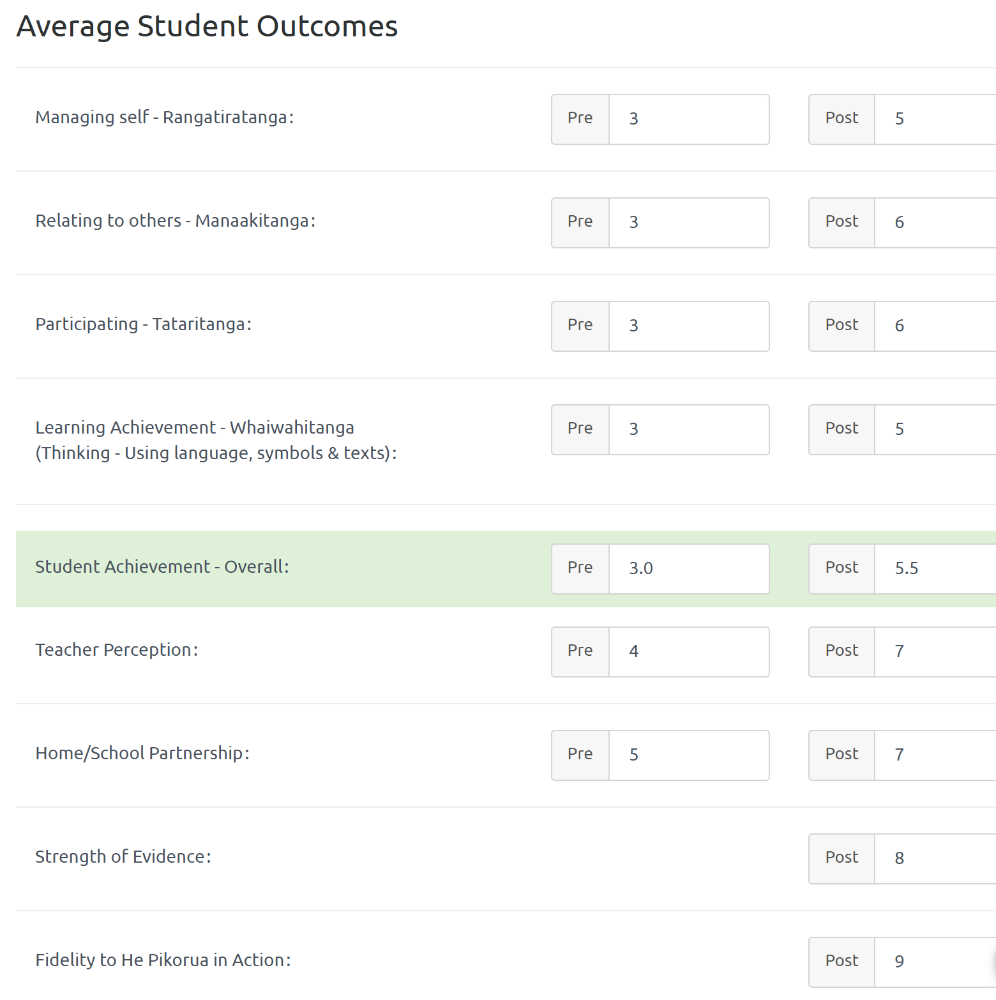 Average Student Outcomes
Managing self - Rangatiratanga: Pre 3 Post 5
Relating to others - Manaakitanga: Pre 3 Post 6
Participating - Tataritanga: Pre 3 Post 6
Learning Achievement - Whaiwahitanga Pre 3 Post 5
(Thinking - Using language, symbols & texts):
Student Achievement - Overall: Pre 3.0 Post 5.5
Teacher Perception: Pre 4 Post 7
Home/School Partnership: Pre 5 Post 7
Strength of Evidence: Post 8
Fidelity to He Pikorua in Action: Post 9